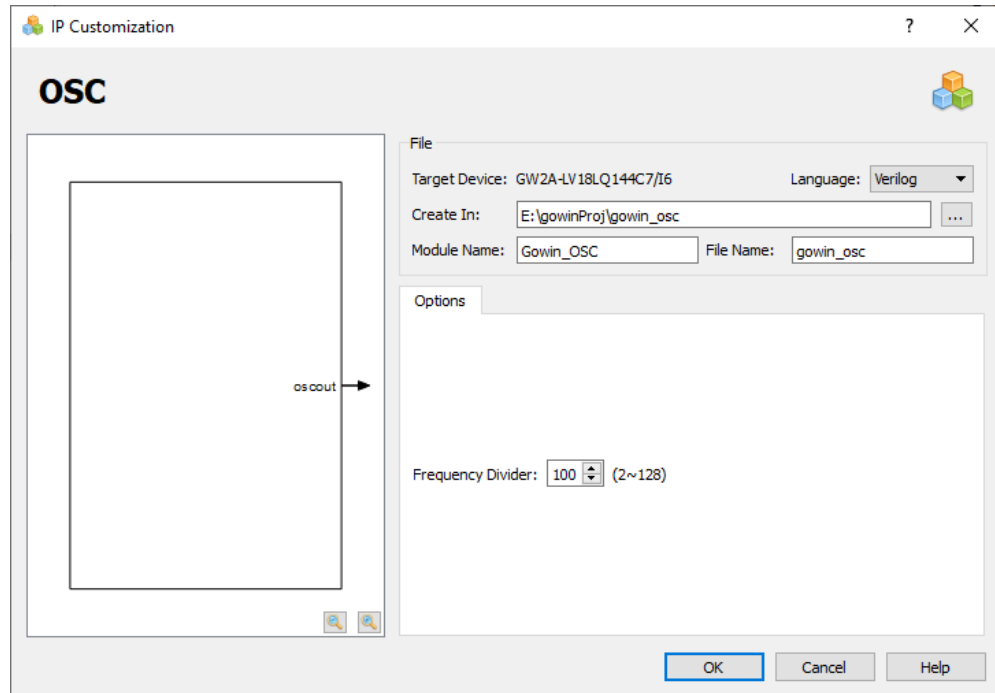 IP Customization
OSC
File
Target Device: GW2A-LV18LQ144C7/I6 Language: Verilog
Create In: E:\gowinProj\gowin_osc ...
Module Name: Gowin_OSC File Name: gowin_osc
Options
oscout
Frequency Divider: 100 (2~128)
OK Cancel Help